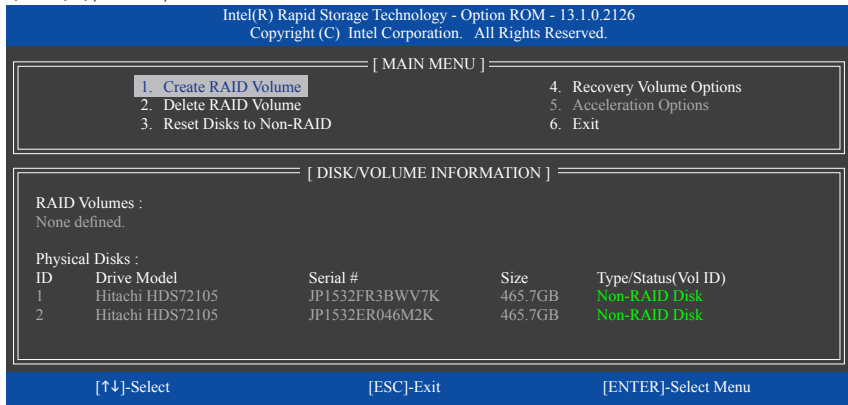 Intel(R) Rapid Storage Technology - Option ROM - 13.1.0.2126
Copyright (C) Intel Corporation. All Rights Reserved.
[ MAIN MENU ]
1. Create RAID Volume
2. Delete RAID Volume
3. Reset Disks to Non-RAID
4. Recovery Volume Options
5. Acceleration Options
6. Exit
[ DISK/VOLUME INFORMATION ]
RAID Volumes :
None defined.
Physical Disks :
ID Drive Model Serial # Size Type/Status(Vol ID)
1 Hitachi HDS72105 JP1532FR3BWV7K 465.7GB Non-RAID Disk
2 Hitachi HDS72105 JP1532ER046M2K 465.7GB Non-RAID Disk
[↑↓]-Select [ESC]-Exit [ENTER]-Select Menu